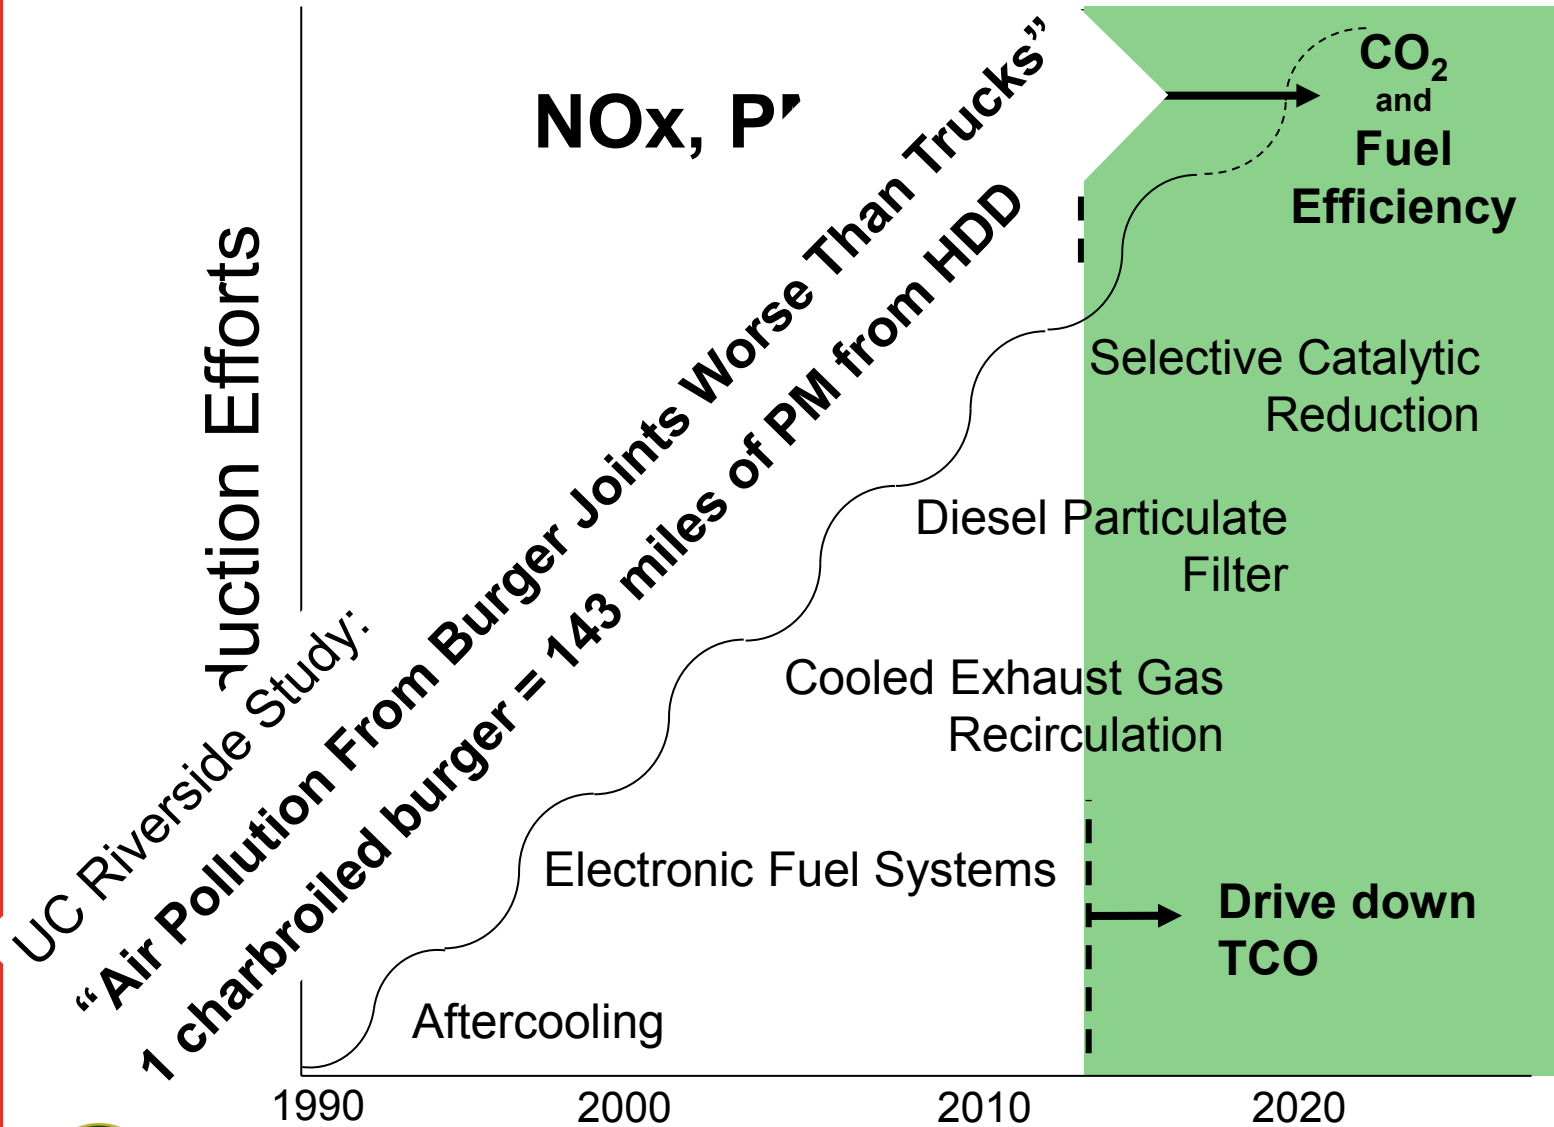 NOx, P
CO₂
and
Fuel
Efficiency
Efforts
UC Riverside Study:
“Air Pollution From Burger Joints Worse Than Trucks”
1 charbroiled burger = 143 miles of PM from HDD
Selective Catalytic
Reduction
Diesel Particulate
Filter
Cooled Exhaust Gas
Recirculation
Electronic Fuel Systems
Drive down
TCO
Aftercooling
1990 2000 2010 2020